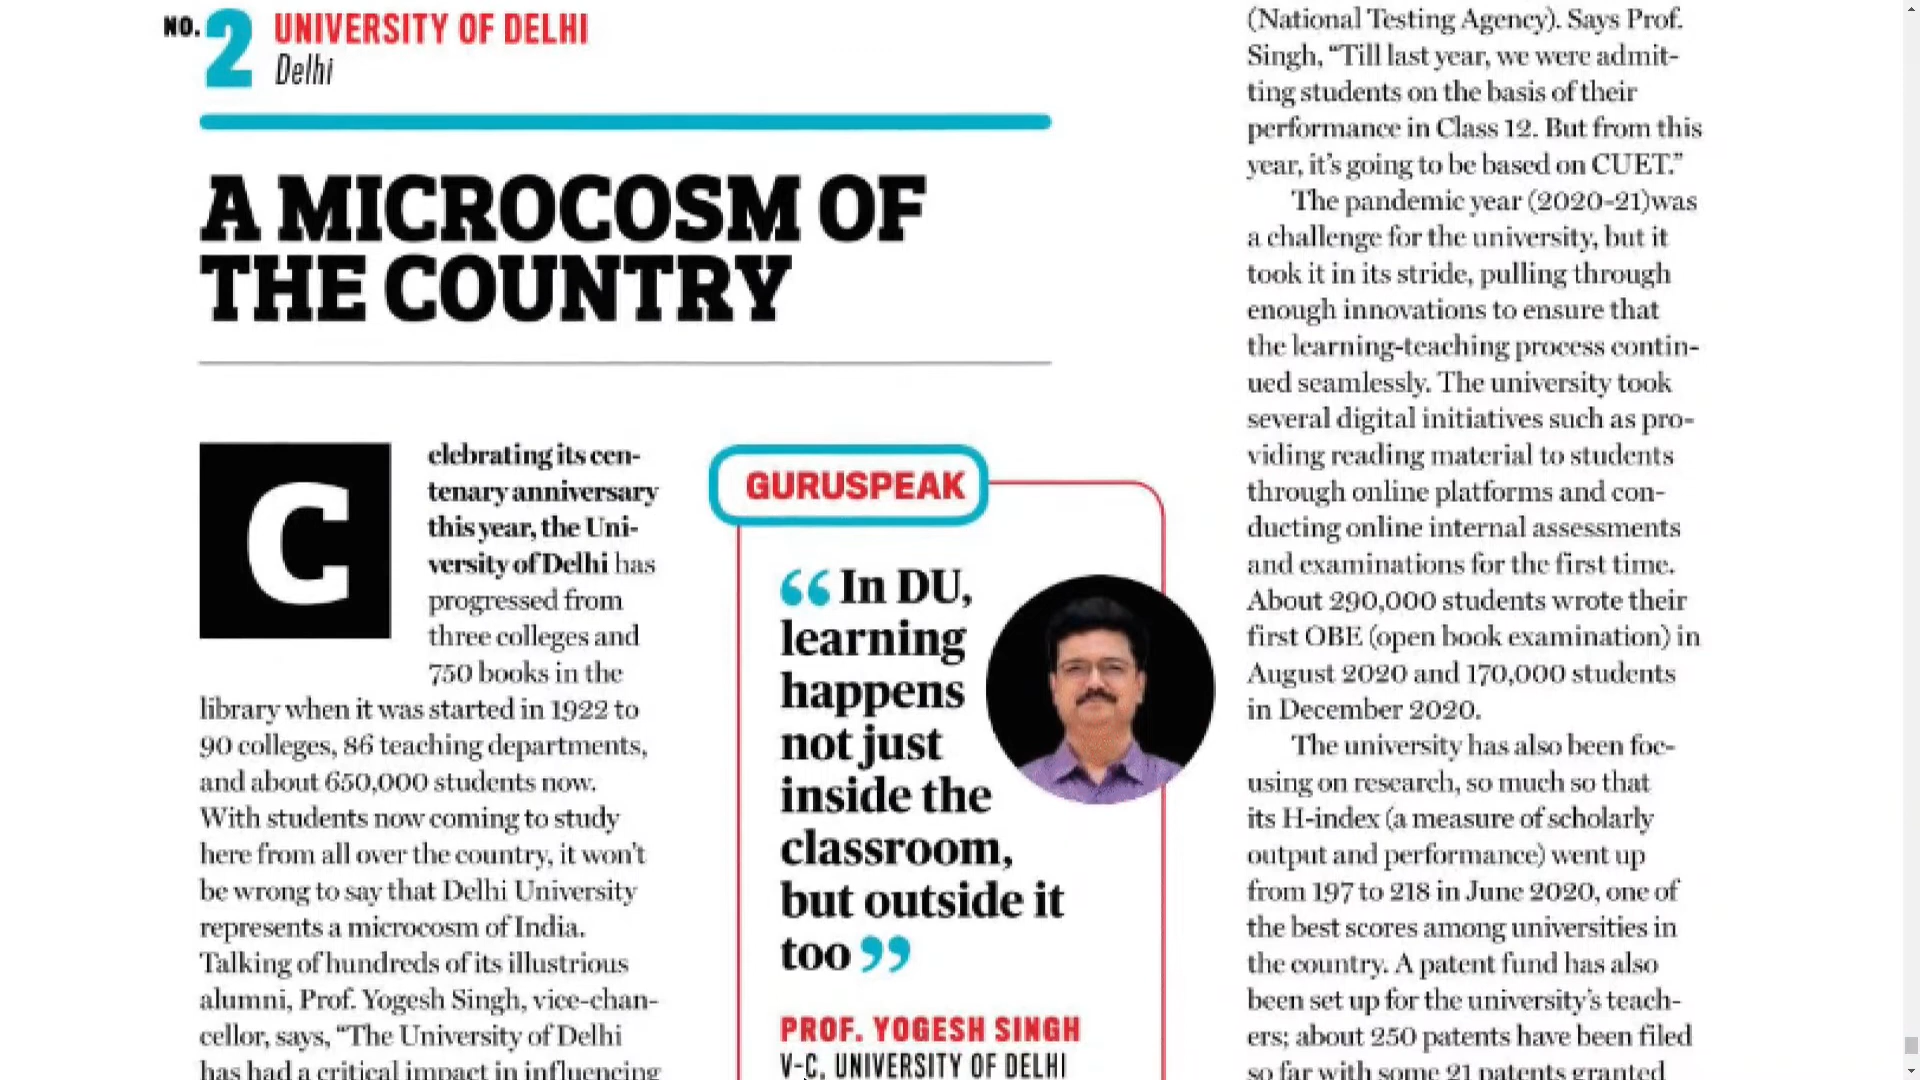 NO. 2 UNIVERSITY OF DELHI
Delhi
A MICROCOSM OF
THE COUNTRY
C
elebrating its cen-
tenary anniversary
this year, the Uni-
versity of Delhi has
progressed from
three colleges and
750 books in the
library when it was started in 1922 to
90 colleges, 86 teaching departments,
and about 650,000 students now.
With students now coming to study
here from all over the country, it won't
be wrong to say that Delhi University
represents a microcosm of India.
Talking of hundreds of its illustrious
alumni, Prof. Yogesh Singh, vice-chan-
cellor, says, “The University of Delhi
has had a critical impact in influencing
GURUSPEAK
“In DU,
learning
happens
not just
inside the
classroom,
but outside it
too”
PROF. YOGESH SINGH
V-C, UNIVERSITY OF DELHI
(National Testing Agency). Says Prof.
Singh, “Till last year, we were admit-
ting students on the basis of their
performance in Class 12. But from this
year, it's going to be based on CUET.”
The pandemic year (2020-21)was
a challenge for the university, but it
took it in its stride, pulling through
enough innovations to ensure that
the learning-teaching process contin-
ued seamlessly. The university took
several digital initiatives such as pro-
viding reading material to students
through online platforms and con-
ducting online internal assessments
and examinations for the first time.
About 290,000 students wrote their
first OBE (open book examination) in
August 2020 and 170,000 students
in December 2020.
The university has also been foc-
using on research, so much so that
its H-index (a measure of scholarly
output and performance) went up
from 197 to 218 in June 2020, one of
the best scores among universities in
the country. A patent fund has also
been set up for the university's teach-
ers; about 250 patents have been filed
so far with some 21 patents granted